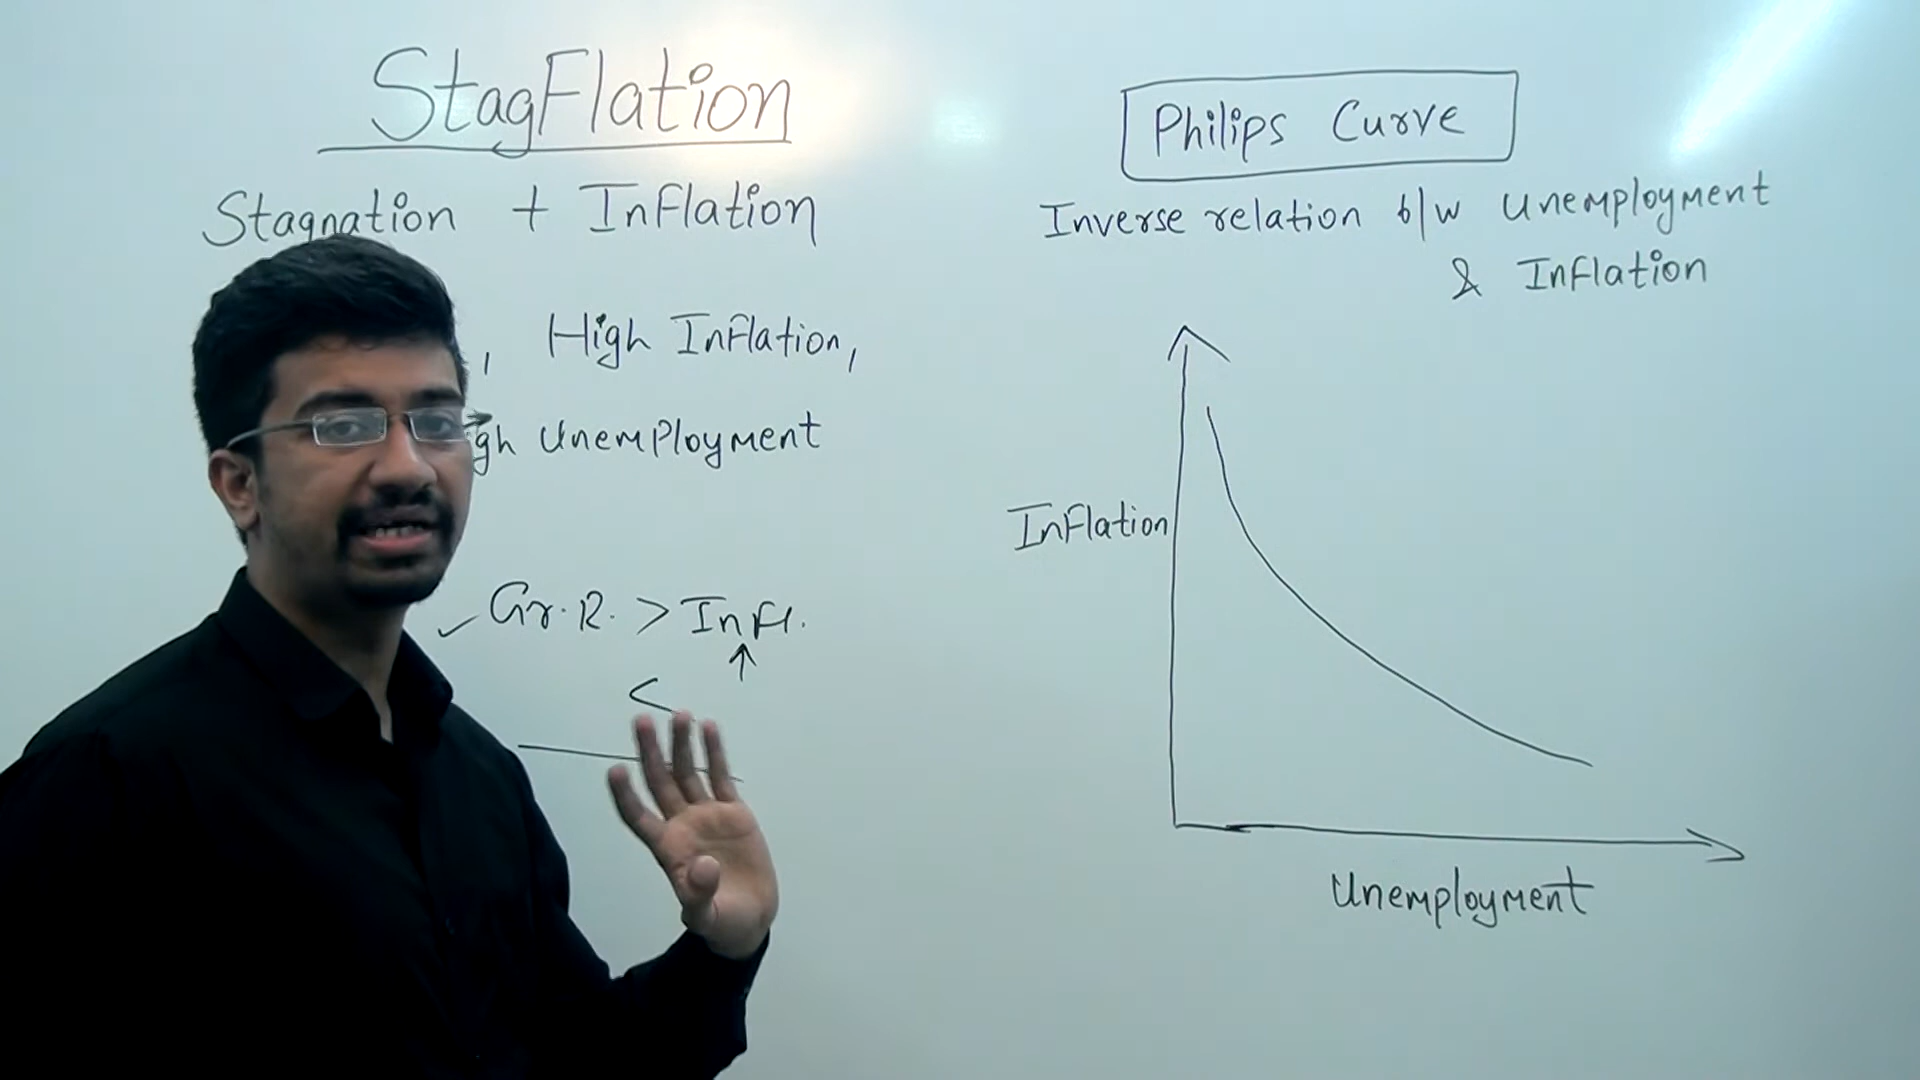 StagFlation
Stagnation + Inflation
, High Inflation,
gh Unemployment
✓ Gr. R. > Infl.
↑
<
Philips Curve
Inverse relation b/w Unemployment
& Inflation
Inflation
Unemployment